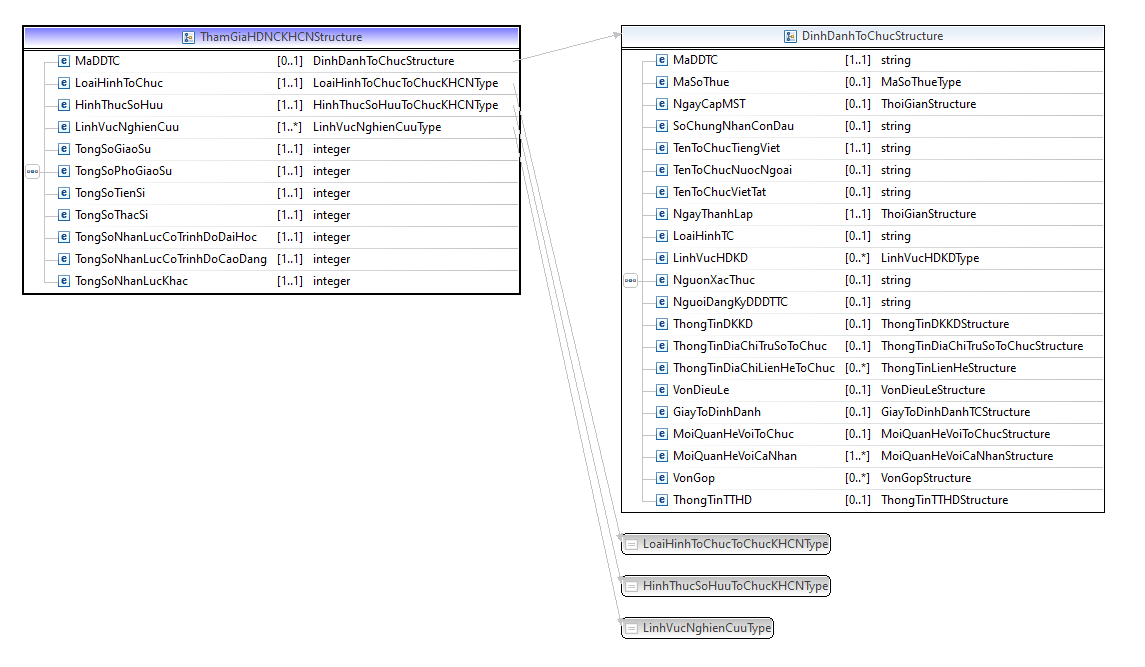 ThamGiaHDNCKHCNStructure
MaDDTC [0..1] DinhDanhToChucStructure
LoaiHinhToChuc [1..1] LoaiHinhToChucToChucKHCNType
HinhThucSoHuu [1..1] HinhThucSoHuuToChucKHCNType
LinhVucNghienCuu [1..*] LinhVucNghienCuuType
TongSoGiaoSu [1..1] integer
TongSoPhoGiaoSu [1..1] integer
TongSoTienSi [1..1] integer
TongSoThacSi [1..1] integer
TongSoNhanLucCoTrinhDoDaiHoc [1..1] integer
TongSoNhanLucCoTrinhDoCaoDang [1..1] integer
TongSoNhanLucKhac [1..1] integer
DinhDanhToChucStructure
MaDDTC [1..1] string
MaSoThue [0..1] MaSoThueType
NgayCapMST [0..1] ThoiGianStructure
SoChungNhanConDau [0..1] string
TenToChucTiengViet [1..1] string
TenToChucNuocNgoai [0..1] string
TenToChucVietTat [0..1] string
NgayThanhLap [1..1] ThoiGianStructure
LoaiHinhTC [0..1] string
LinhVucHDKD [0..*] LinhVucHDKDType
NguonXacThuc [0..1] string
NguoiDangKyDDDTTC [0..1] string
ThongTinDKKD [0..1] ThongTinDKKDStructure
ThongTinDiaChiTruSoToChuc [0..1] ThongTinDiaChiTruSoToChucStructure
ThongTinDiaChiLienHeToChuc [0..*] ThongTinLienHeStructure
VonDieuLe [0..1] VonDieuLeStructure
GiayToDinhDanh [0..1] GiayToDinhDanhTCStructure
MoiQuanHeVoiToChuc [0..1] MoiQuanHeVoiToChucStructure
MoiQuanHeVoiCaNhan [1..*] MoiQuanHeVoiCaNhanStructure
VonGop [0..*] VonGopStructure
ThongTinTTHD [0..1] ThongTinTTHDStructure
LoaiHinhToChucToChucKHCNType
HinhThucSoHuuToChucKHCNType
LinhVucNghienCuuType